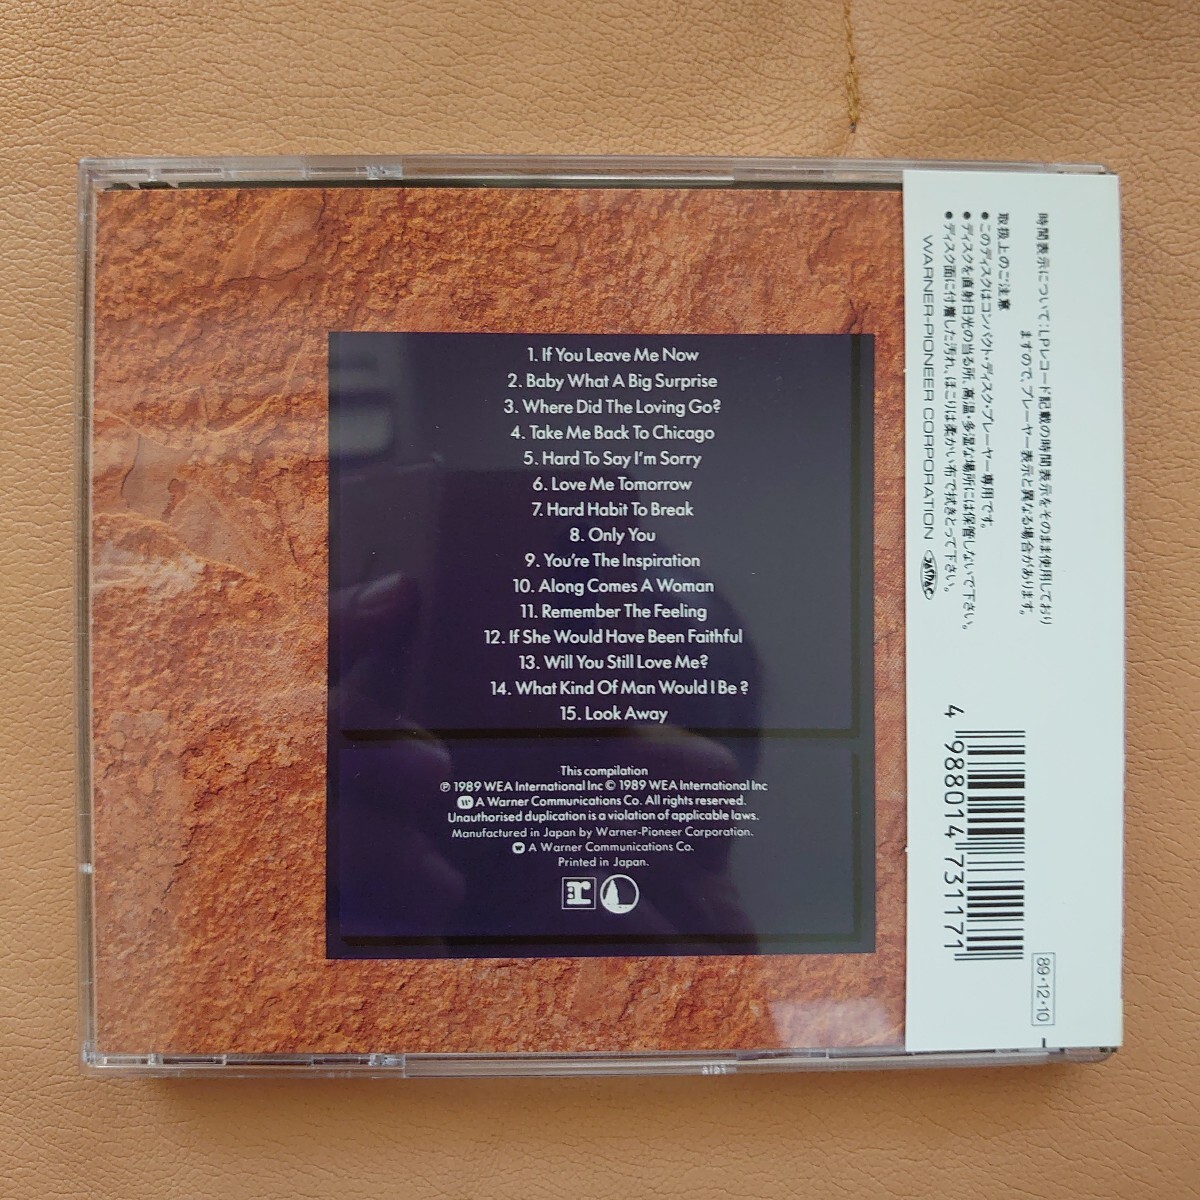 1. If You Leave Me Now
2. Baby What A Big Surprise
3. Where Did The Loving Go?
4. Take Me Back To Chicago
5. Hard To Say I'm Sorry
6. Love Me Tomorrow
7. Hard Habit To Break
8. Only You
9. You're The Inspiration
10. Along Comes A Woman
11. Remember The Feeling
12. If She Would Have Been Faithful
13. Will You Still Love Me?
14. What Kind Of Man Would I Be ?
15. Look Away
This compilation
℗ 1989 WEA International Inc © 1989 WEA International Inc
A Warner Communications Co. All rights reserved.
Unauthorised duplication is a violation of applicable laws.
Manufactured in Japan by Warner-Pioneer Corporation.
A Warner Communications Co.
Printed in Japan.
r
時間表示について：LPレコード記載の時間表示をそのまま使用しており
ますので、プレーヤー表示と異なる場合があります。
取扱上のご注意
●このディスクはコンパクト・ディスク・プレーヤー専用です。
●ディスクを直射日光の当る所、高温・多湿な場所には保管しないで下さい。
●ディスク面に付着した汚れ、ほこりは柔かい布で拭きとって下さい。
WARNER-PIONEER CORPORATION
JASRAC
4 988014 731171
89・12・10